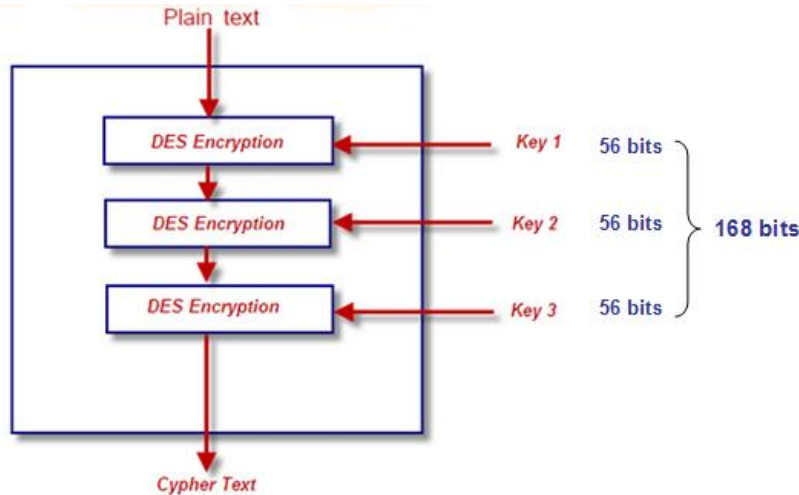 Plain text
DES Encryption
Key 1
56 bits
DES Encryption
Key 2
56 bits
168 bits
DES Encryption
Key 3
56 bits
Cypher Text